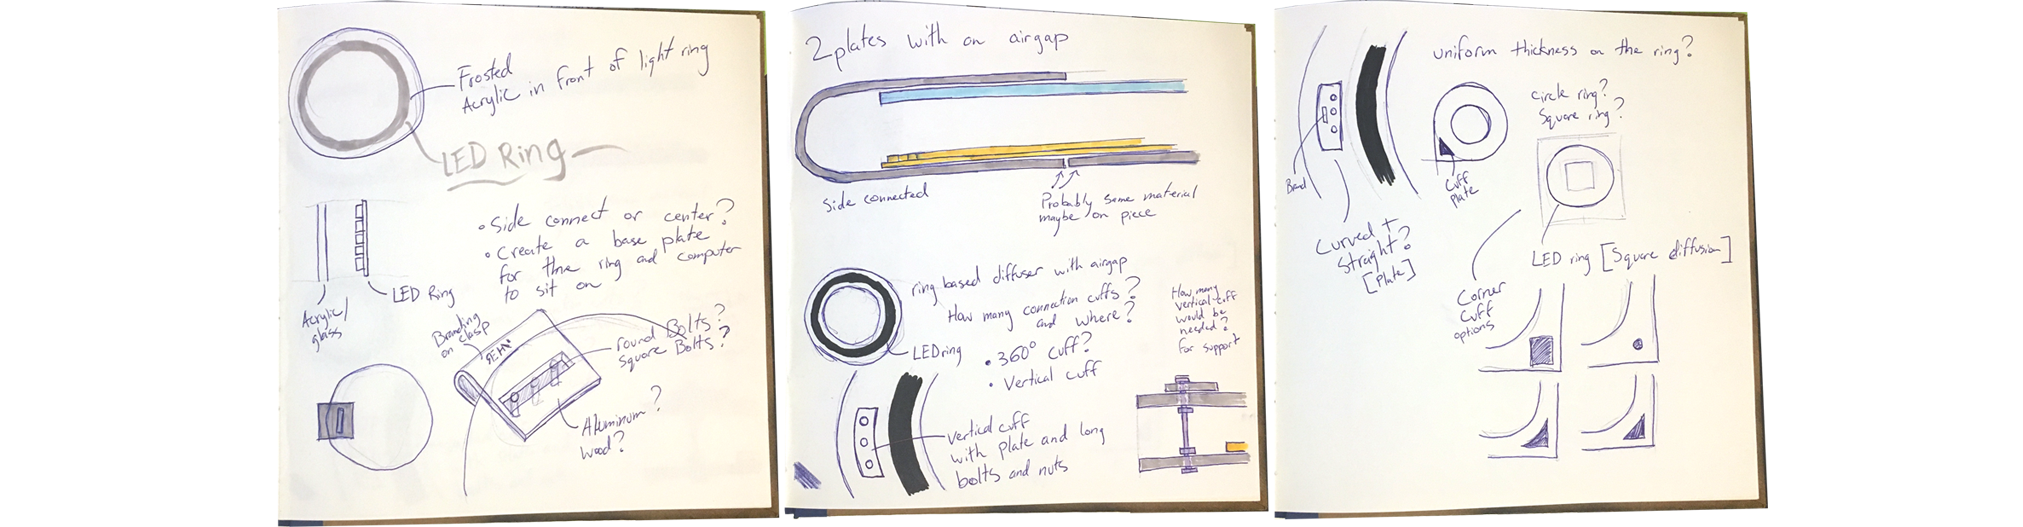 Frosted
Acrylic in front of light ring
LED Ring
• Side connect or center?
• Create a base plate
for thne ring and computer
to sit on
LED Ring
Acrylic/
glass
Branding
on clasp
round Bolts?
square Bolts?
Aluminum?
wood?
2 plates with an airgap
Side connected
Probably same material
maybe on piece
ring based diffuser with airgap
How many connection cuffs?
and where?
LED ring
• 360° cuff?
• Vertical cuff
How many
vertical cuff
would be
needed?
for support
vertical cuff
with plate and long
bolts and nuts
uniform thickness on the ring?
circle ring?
Square ring?
Brand
Cuff
Plate
Curved +
Straight?
[Plate]
LED ring [Square diffusion]
Corner
Cuff
options